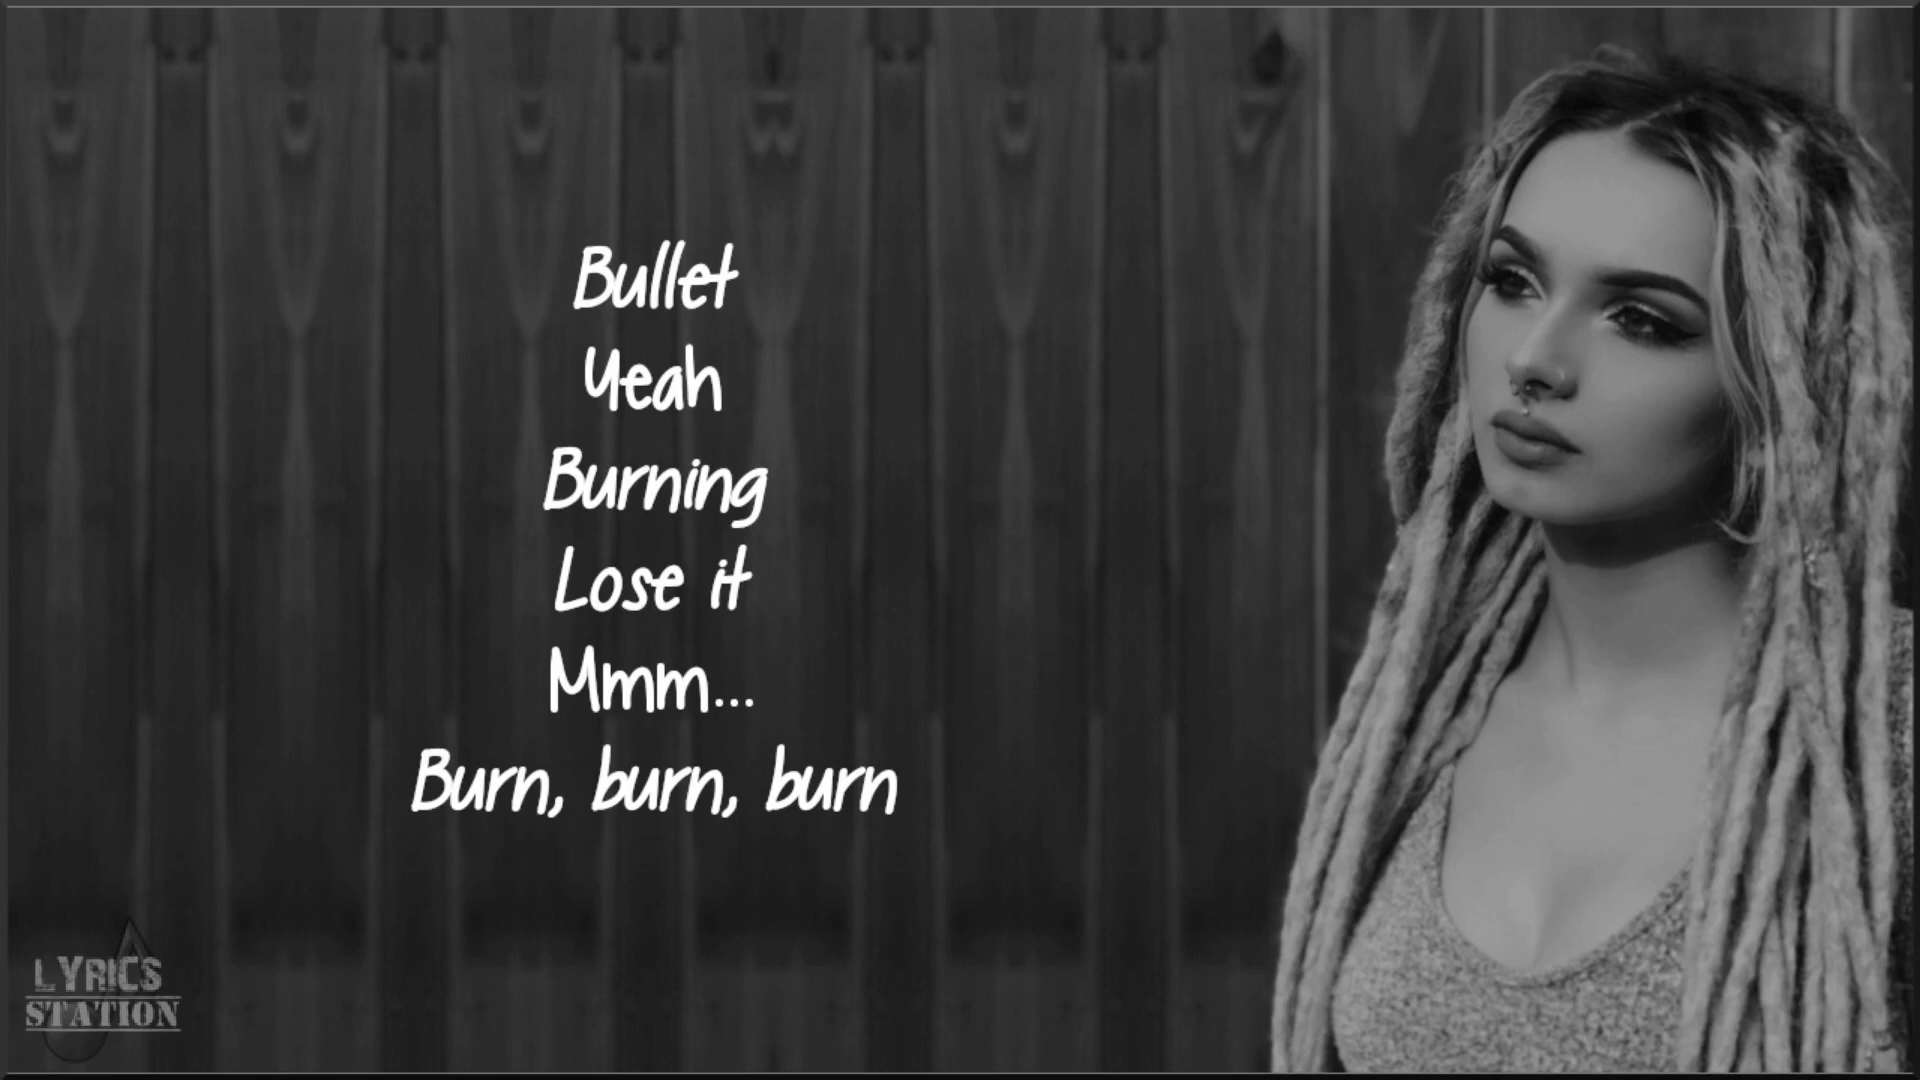 Bullet
Yeah
Burning
Lose it
Mmm...
Burn, burn, burn
LYRICS
STATION